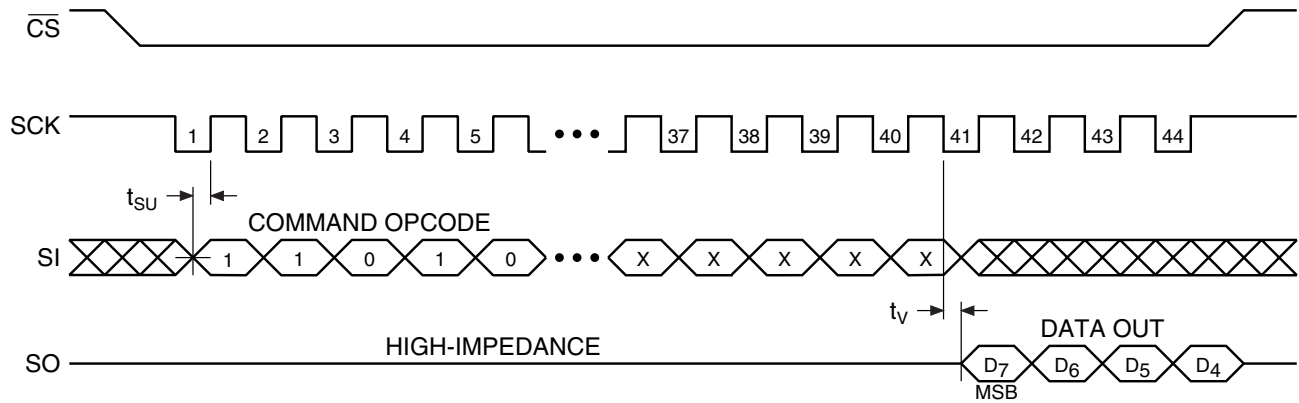 CS
SCK 1 2 3 4 5 • • • 37 38 39 40 41 42 43 44
tSU
COMMAND OPCODE
SI 1 1 0 1 0 • • • X X X X X
tV
DATA OUT
HIGH-IMPEDANCE
SO D7 D6 D5 D4
MSB